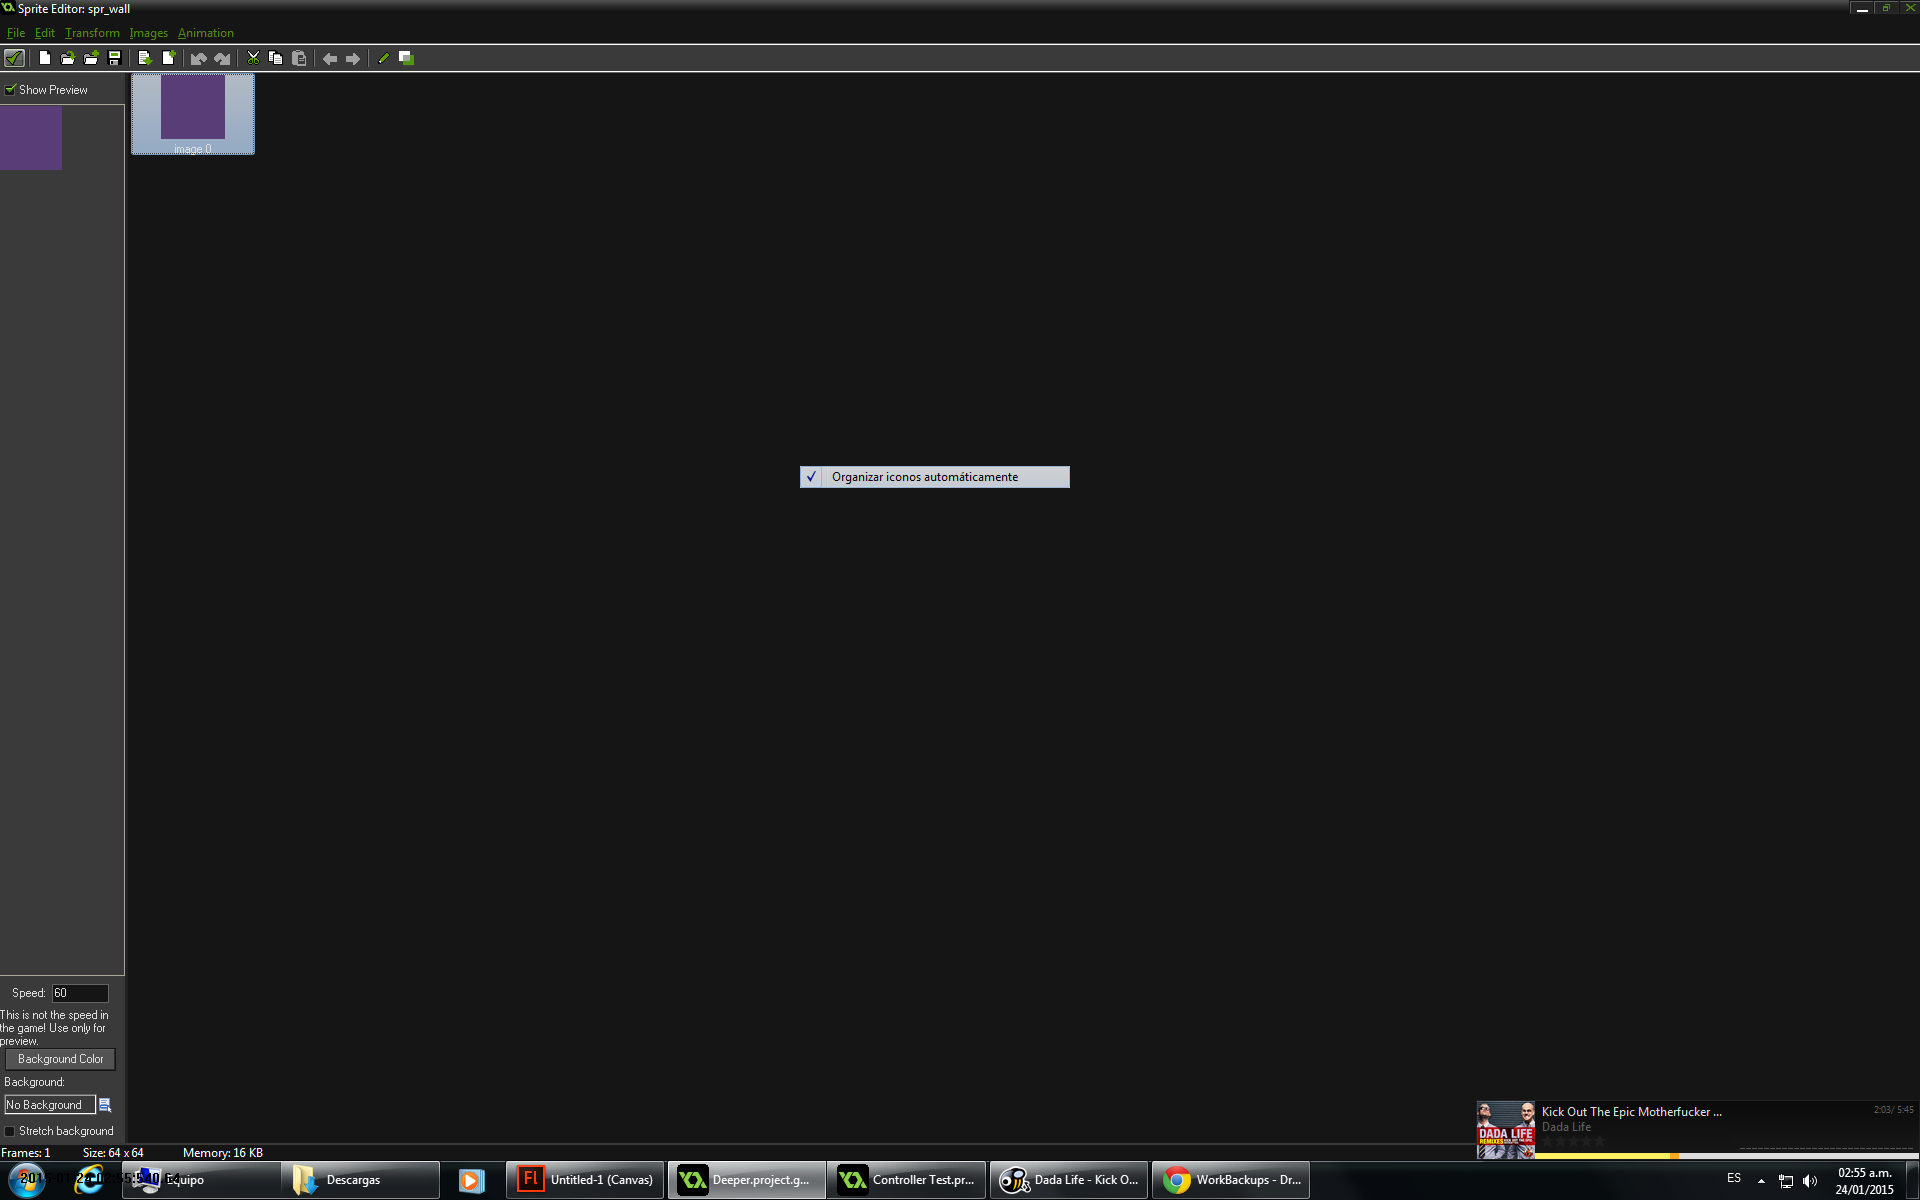 Sprite Editor: spr_wall
File Edit Transform Images Animation
Show Preview
image 0
Organizar iconos automáticamente
Speed: 60
This is not the speed in
the game! Use only for
preview.
Background Color
Background:
No Background
Stretch background
Kick Out The Epic Motherfucker ...
2:03/ 5:45
Dada Life
DADA LIFE
Frames: 1 Size: 64 x 64 Memory: 16 KB
Equipo
Descargas
Fl
Untitled-1 (Canvas)
Deeper.project.g...
Controller Test.pr...
Dada Life - Kick O...
WorkBackups - Dr...
ES
02:55 a.m.
24/01/2015